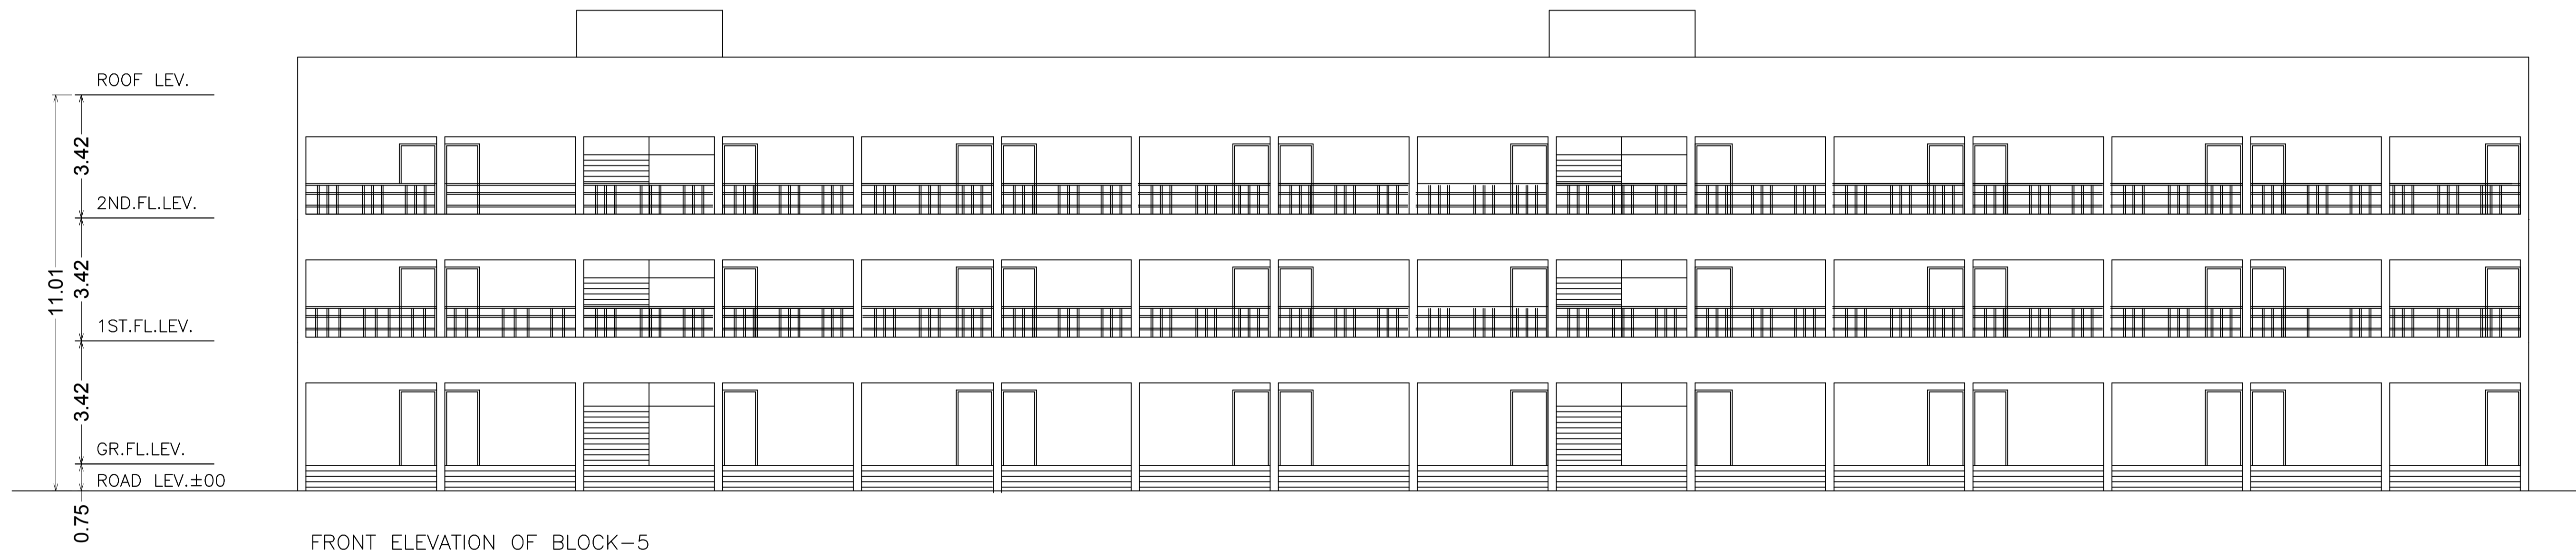 ROOF LEV.
3.42
2ND.FL.LEV.
11.01
3.42
1ST.FL.LEV.
3.42
GR.FL.LEV.
ROAD LEV.±00
0.75
FRONT ELEVATION OF BLOCK-5